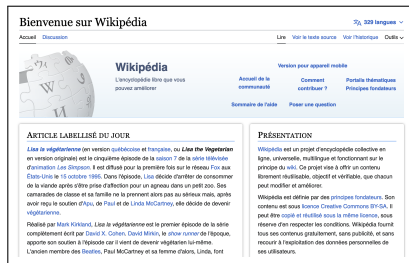 Bienvenue sur Wikipédia
329 langues
Accueil Discussion
Lire Voir le texte source Voir l'historique Outils
Wikipédia
L'encyclopédie libre que vous
pouvez améliorer
Version pour appareil mobile
Accueil de la
communauté
Comment
contribuer ?
Portails thématiques
Principes fondateurs
Sommaire de l'aide
Poser une question
ARTICLE LABELLISÉ DU JOUR
Lisa la végétarienne (en version québécoise et française, ou Lisa the Vegetarian
en version originale) est le cinquième épisode de la saison 7 de la série télévisée
d'animation Les Simpson. Il est diffusé pour la première fois sur le réseau Fox aux
États-Unis le 15 octobre 1995. Dans l'épisode, Lisa décide d'arrêter de consommer
de la viande après s'être prise d'affection pour un agneau dans un petit zoo. Ses
camarades de classe et sa famille ne la prennent alors pas au sérieux mais, après
avoir reçu le soutien d'Apu, de Paul et de Linda McCartney, elle décide de devenir
végétarienne.
Réalisé par Mark Kirkland, Lisa la végétarienne est le premier épisode de la série
complètement écrit par David X. Cohen. David Mirkin, le show runner de l'époque,
apporte son soutien à l'épisode car il vient de devenir végétarien lui-même.
L'ancien membre des Beatles, Paul McCartney et sa femme d'alors, Linda, font
PRÉSENTATION
Wikipédia est un projet d'encyclopédie collective en
ligne, universelle, multilingue et fonctionnant sur le
principe du wiki. Ce projet vise à offrir un contenu
librement réutilisable, objectif et vérifiable, que chacun
peut modifier et améliorer.
Wikipédia est définie par des principes fondateurs. Son
contenu est sous licence Creative Commons BY-SA. Il
peut être copié et réutilisé sous la même licence, sous
réserve d'en respecter les conditions. Wikipédia fournit
tous ses contenus gratuitement, sans publicité, et sans
recourir à l'exploitation des données personnelles de
ses utilisateurs.